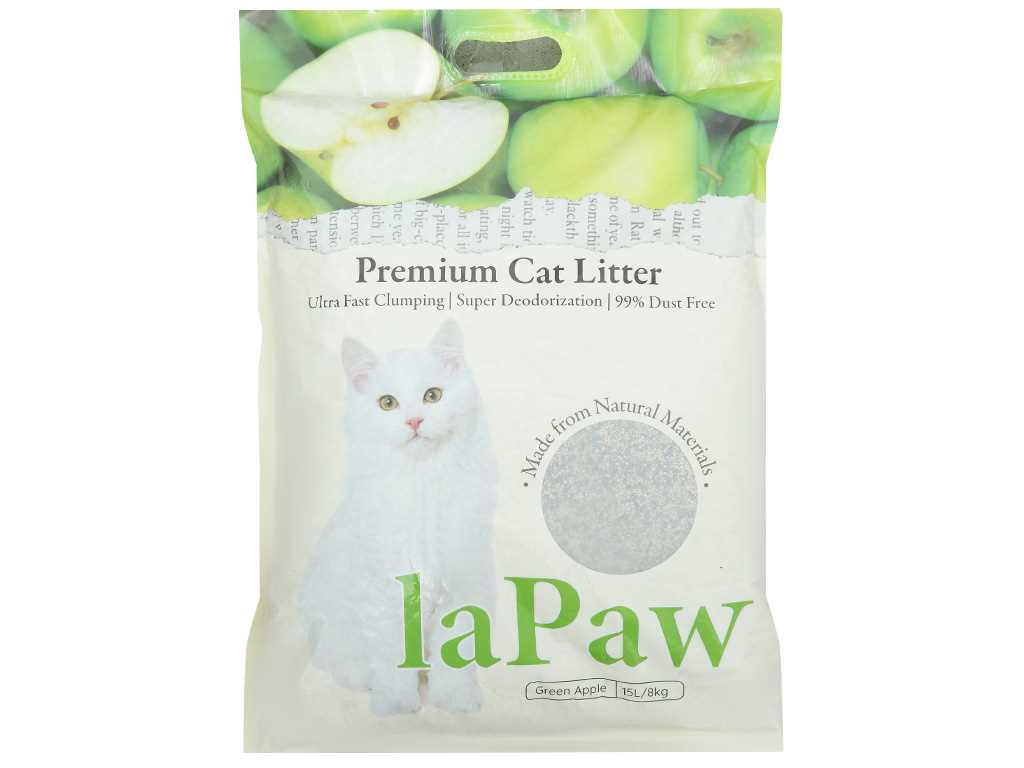 Premium Cat Litter
Ultra Fast Clumping | Super Deodorization | 99% Dust Free
• Made from Natural Materials •
laPaw
Green Apple | 15L/8kg